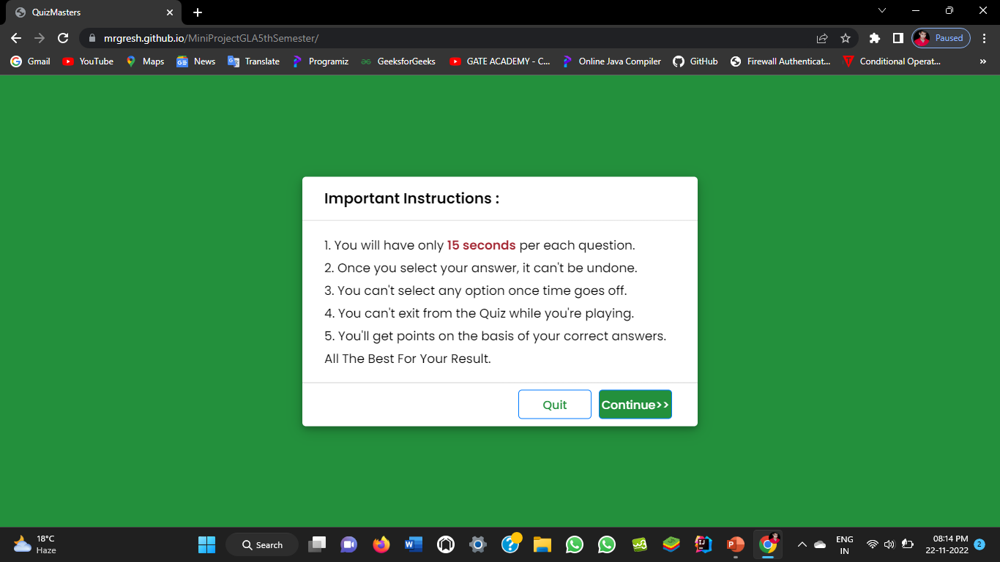 QuizMasters
mrgresh.github.io/MiniProjectGLA5thSemester/
Paused
Gmail YouTube Maps News Translate Programiz GeeksforGeeks GATE ACADEMY - C... Online Java Compiler GitHub Firewall Authenticat... Conditional Operat... »
Important Instructions :
1. You will have only 15 seconds per each question.
2. Once you select your answer, it can't be undone.
3. You can't select any option once time goes off.
4. You can't exit from the Quiz while you're playing.
5. You'll get points on the basis of your correct answers.
All The Best For Your Result.
Quit Continue>>
18°C
Haze
Search
ENG
IN
08:14 PM
22-11-2022
2